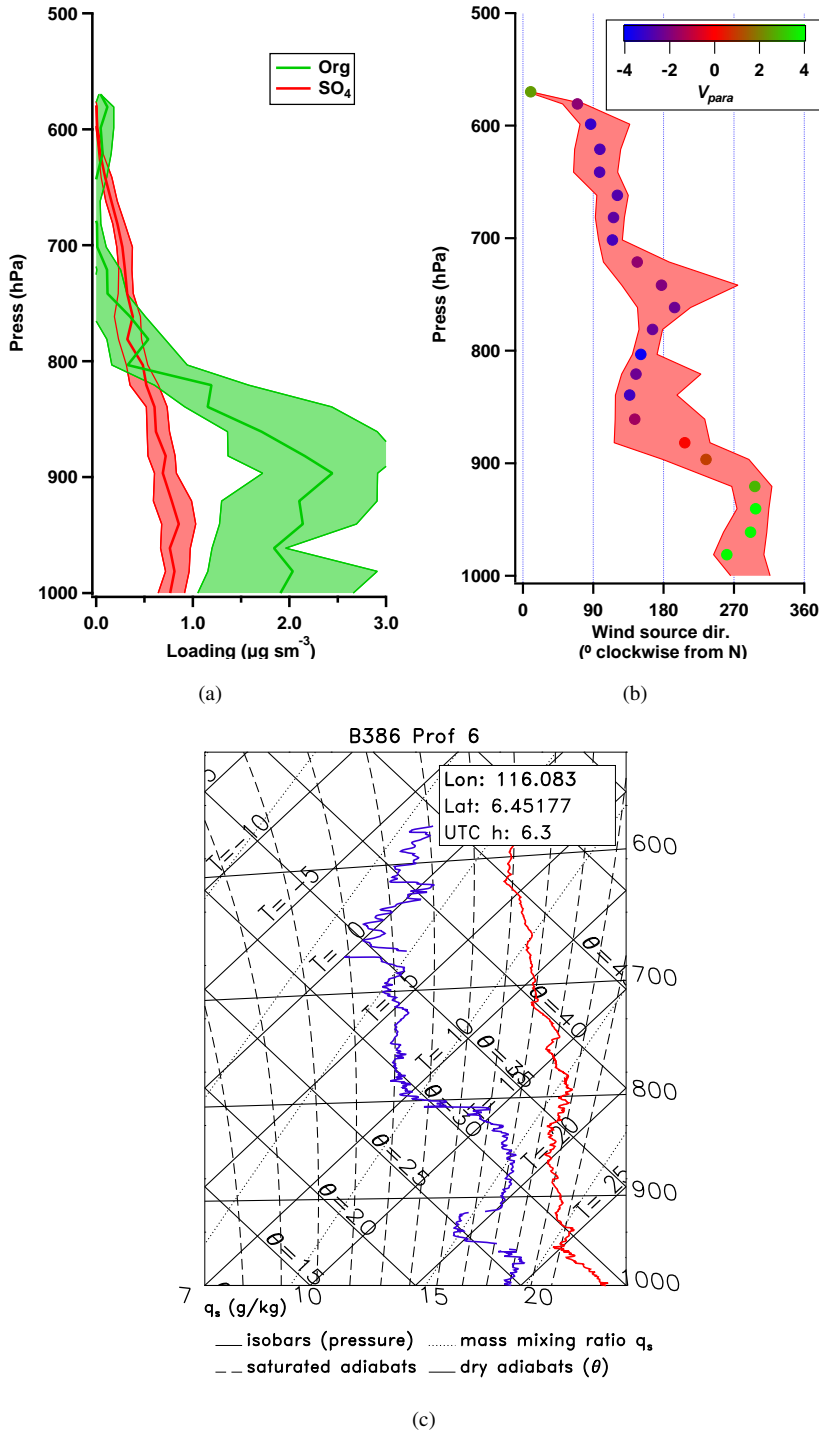 500
600
700
800
900
1000
Press (hPa)
Org
SO4
0.0
1.0
2.0
3.0
Loading (µg sm-3)
(a)
500
600
700
800
900
1000
Press (hPa)
-4 -2 0 2 4
Vpara
0 90 180 270 360
Wind source dir.
(º clockwise from N)
(b)
B386 Prof 6
Lon: 116.083
Lat: 6.45177
UTC h: 6.3
600
700
800
900
1000
T=-10
T=-5
T= 0
T= 5
T= 10
T=20
T= 25
θ=40
θ=35
θ=30
θ=25
θ=20
θ=15
7 10 15 20
qs (g/kg)
isobars (pressure) mass mixing ratio qs
saturated adiabats dry adiabats (θ)
(c)